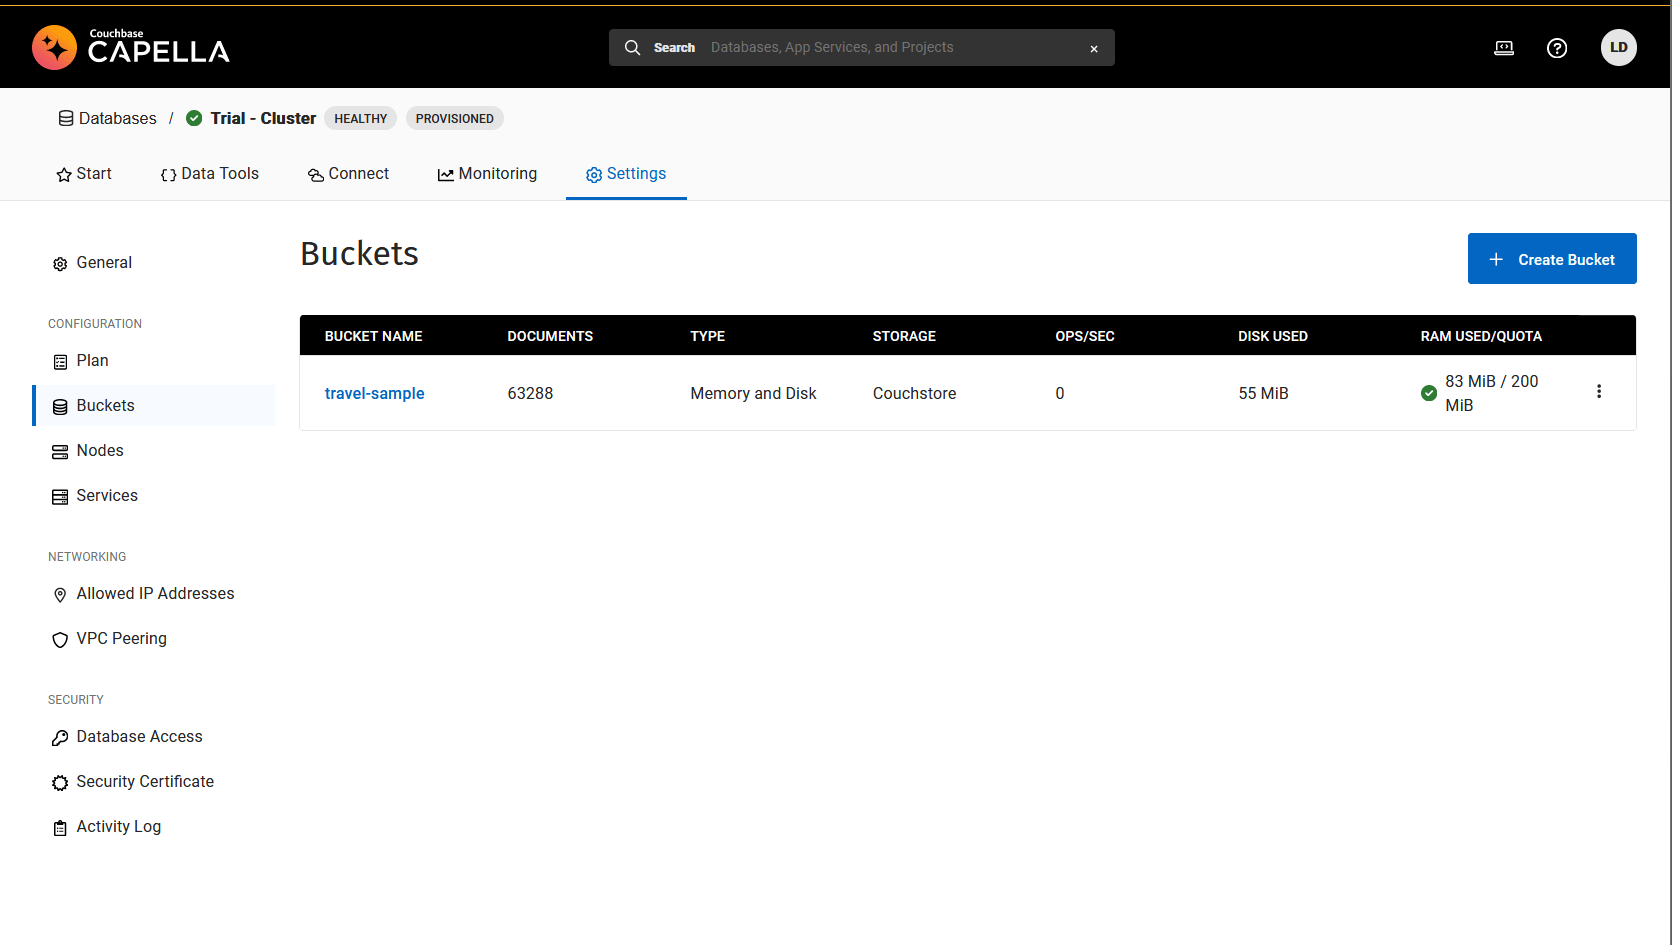 Couchbase
CAPELLA
Search Databases, App Services, and Projects ×
LD
Databases / Trial - Cluster HEALTHY PROVISIONED
Start Data Tools Connect Monitoring Settings
General
CONFIGURATION
Plan
Buckets
Nodes
Services
NETWORKING
Allowed IP Addresses
VPC Peering
SECURITY
Database Access
Security Certificate
Activity Log
Buckets
+ Create Bucket
BUCKET NAME DOCUMENTS TYPE STORAGE OPS/SEC DISK USED RAM USED/QUOTA
travel-sample 63288 Memory and Disk Couchstore 0 55 MiB 83 MiB / 200
MiB